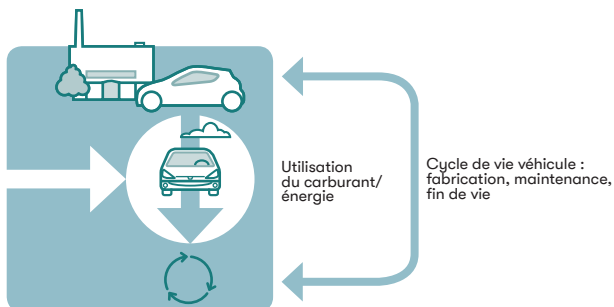 Utilisation
du carburant/
énergie
Cycle de vie véhicule :
fabrication, maintenance,
fin de vie